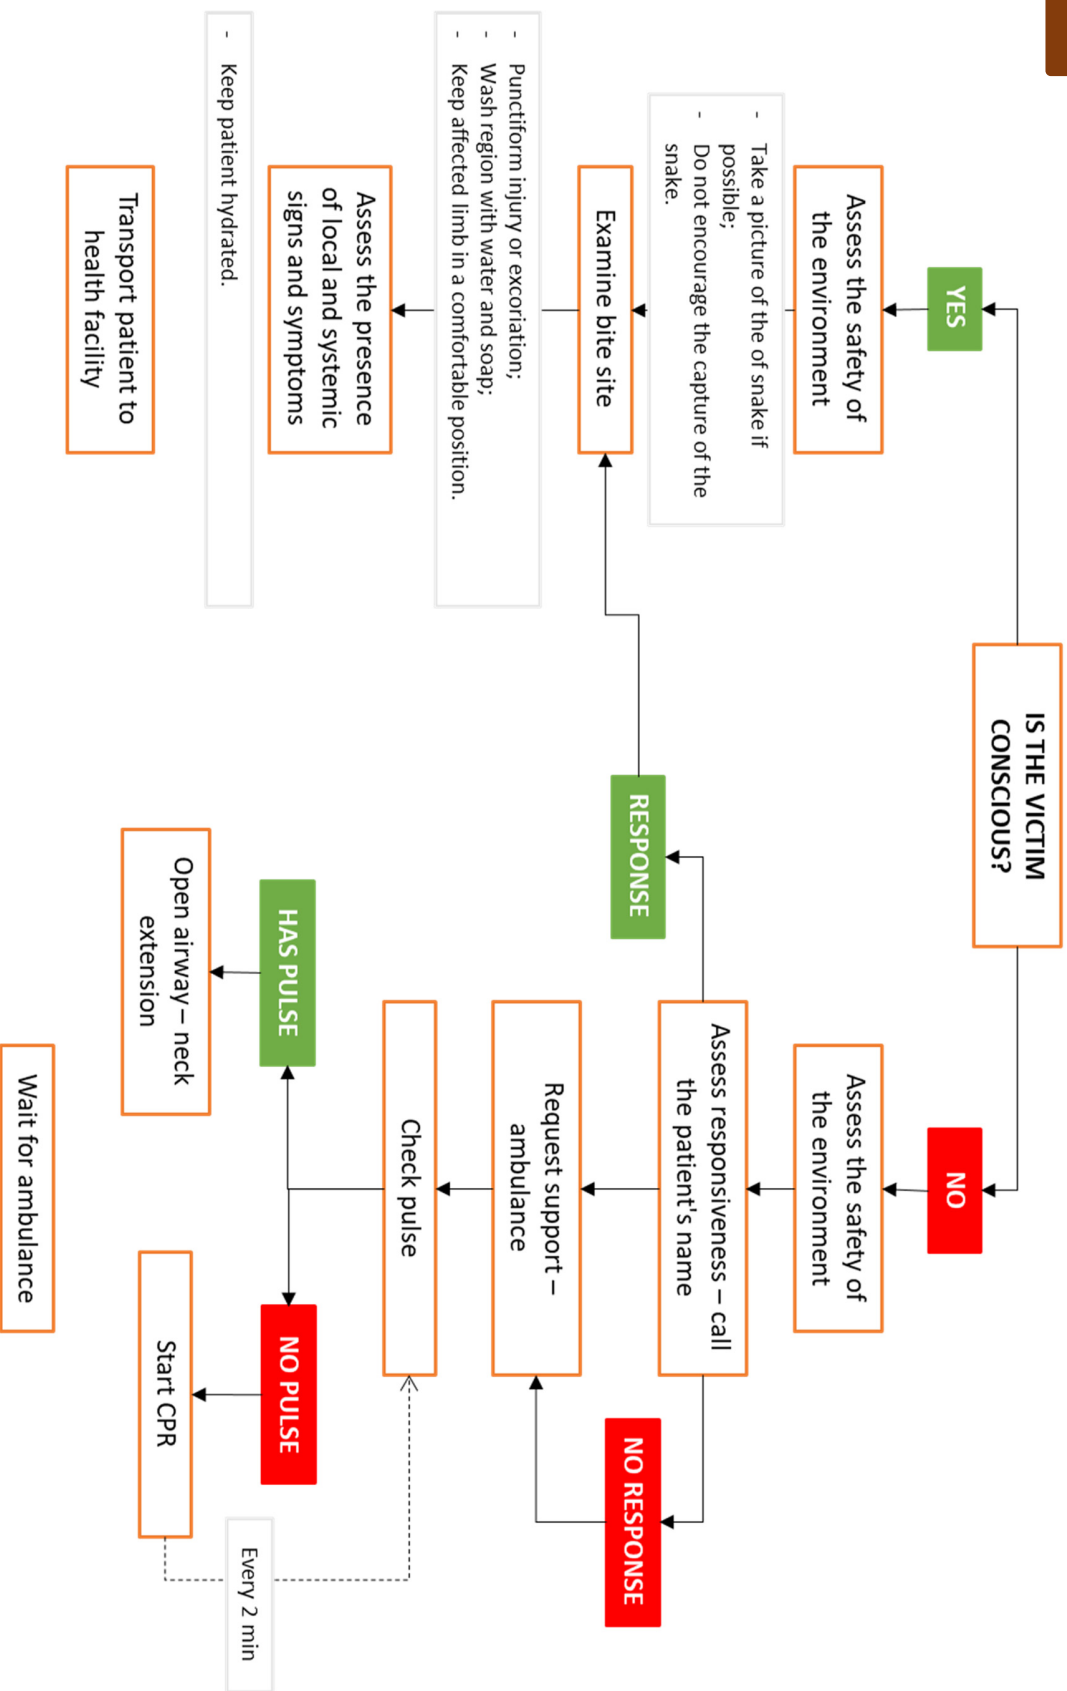 IS THE VICTIM
CONSCIOUS?
YES
NO
Assess the safety of
the environment
Assess the safety of
the environment
- Take a picture of the of snake if
possible;
- Do not encourage the capture of the
snake.
Assess responsiveness – call
the patient's name
RESPONSE
NO RESPONSE
Examine bite site
Request support –
ambulance
- Punctiform injury or excoriation;
- Wash region with water and soap;
- Keep affected limb in a comfortable position.
Check pulse
Assess the presence
of local and systemic
signs and symptoms
HAS PULSE
NO PULSE
- Keep patient hydrated.
Every 2 min
Open airway – neck
extension
Start CPR
Transport patient to
health facility
Wait for ambulance